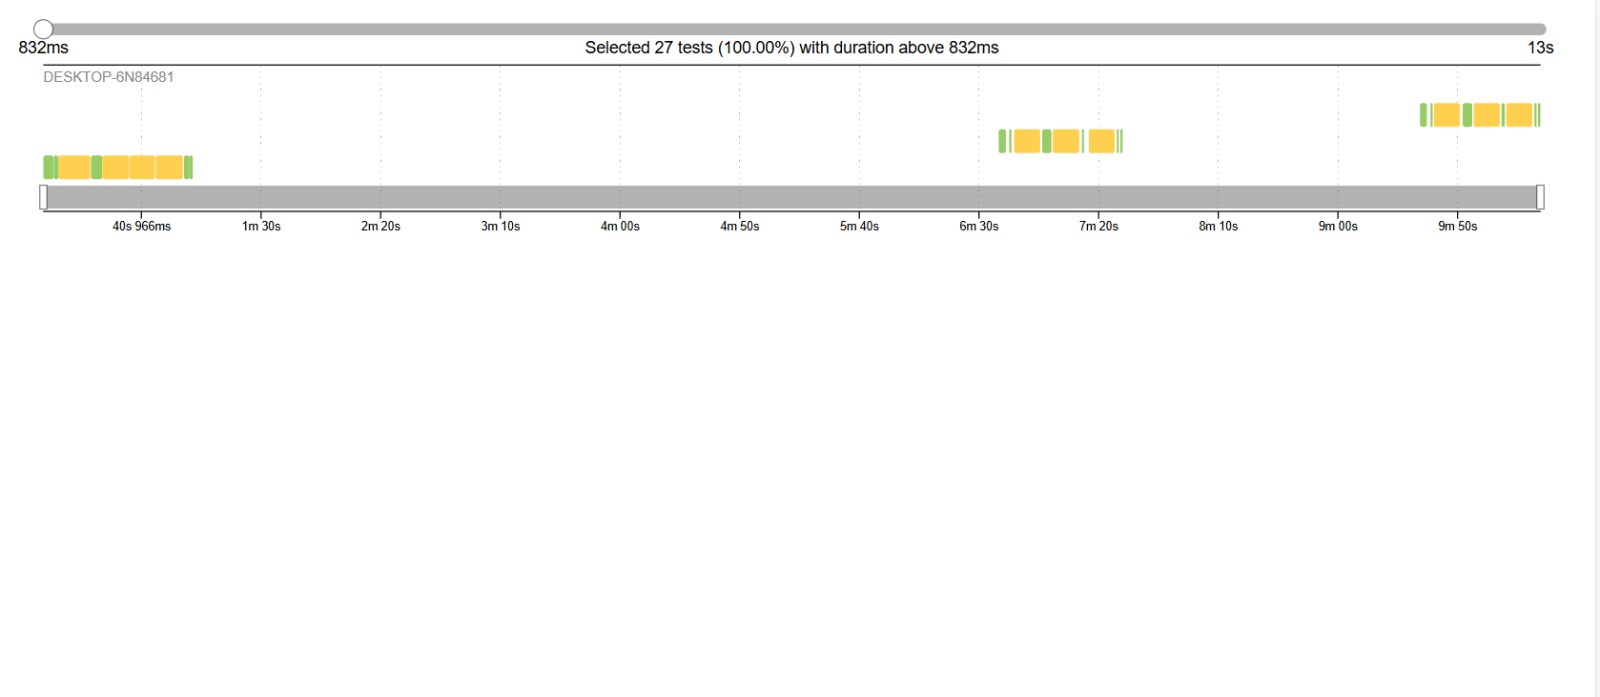 832ms Selected 27 tests (100.00%) with duration above 832ms 13s
DESKTOP-6N84681
40s 966ms 1m 30s 2m 20s 3m 10s 4m 00s 4m 50s 5m 40s 6m 30s 7m 20s 8m 10s 9m 00s 9m 50s